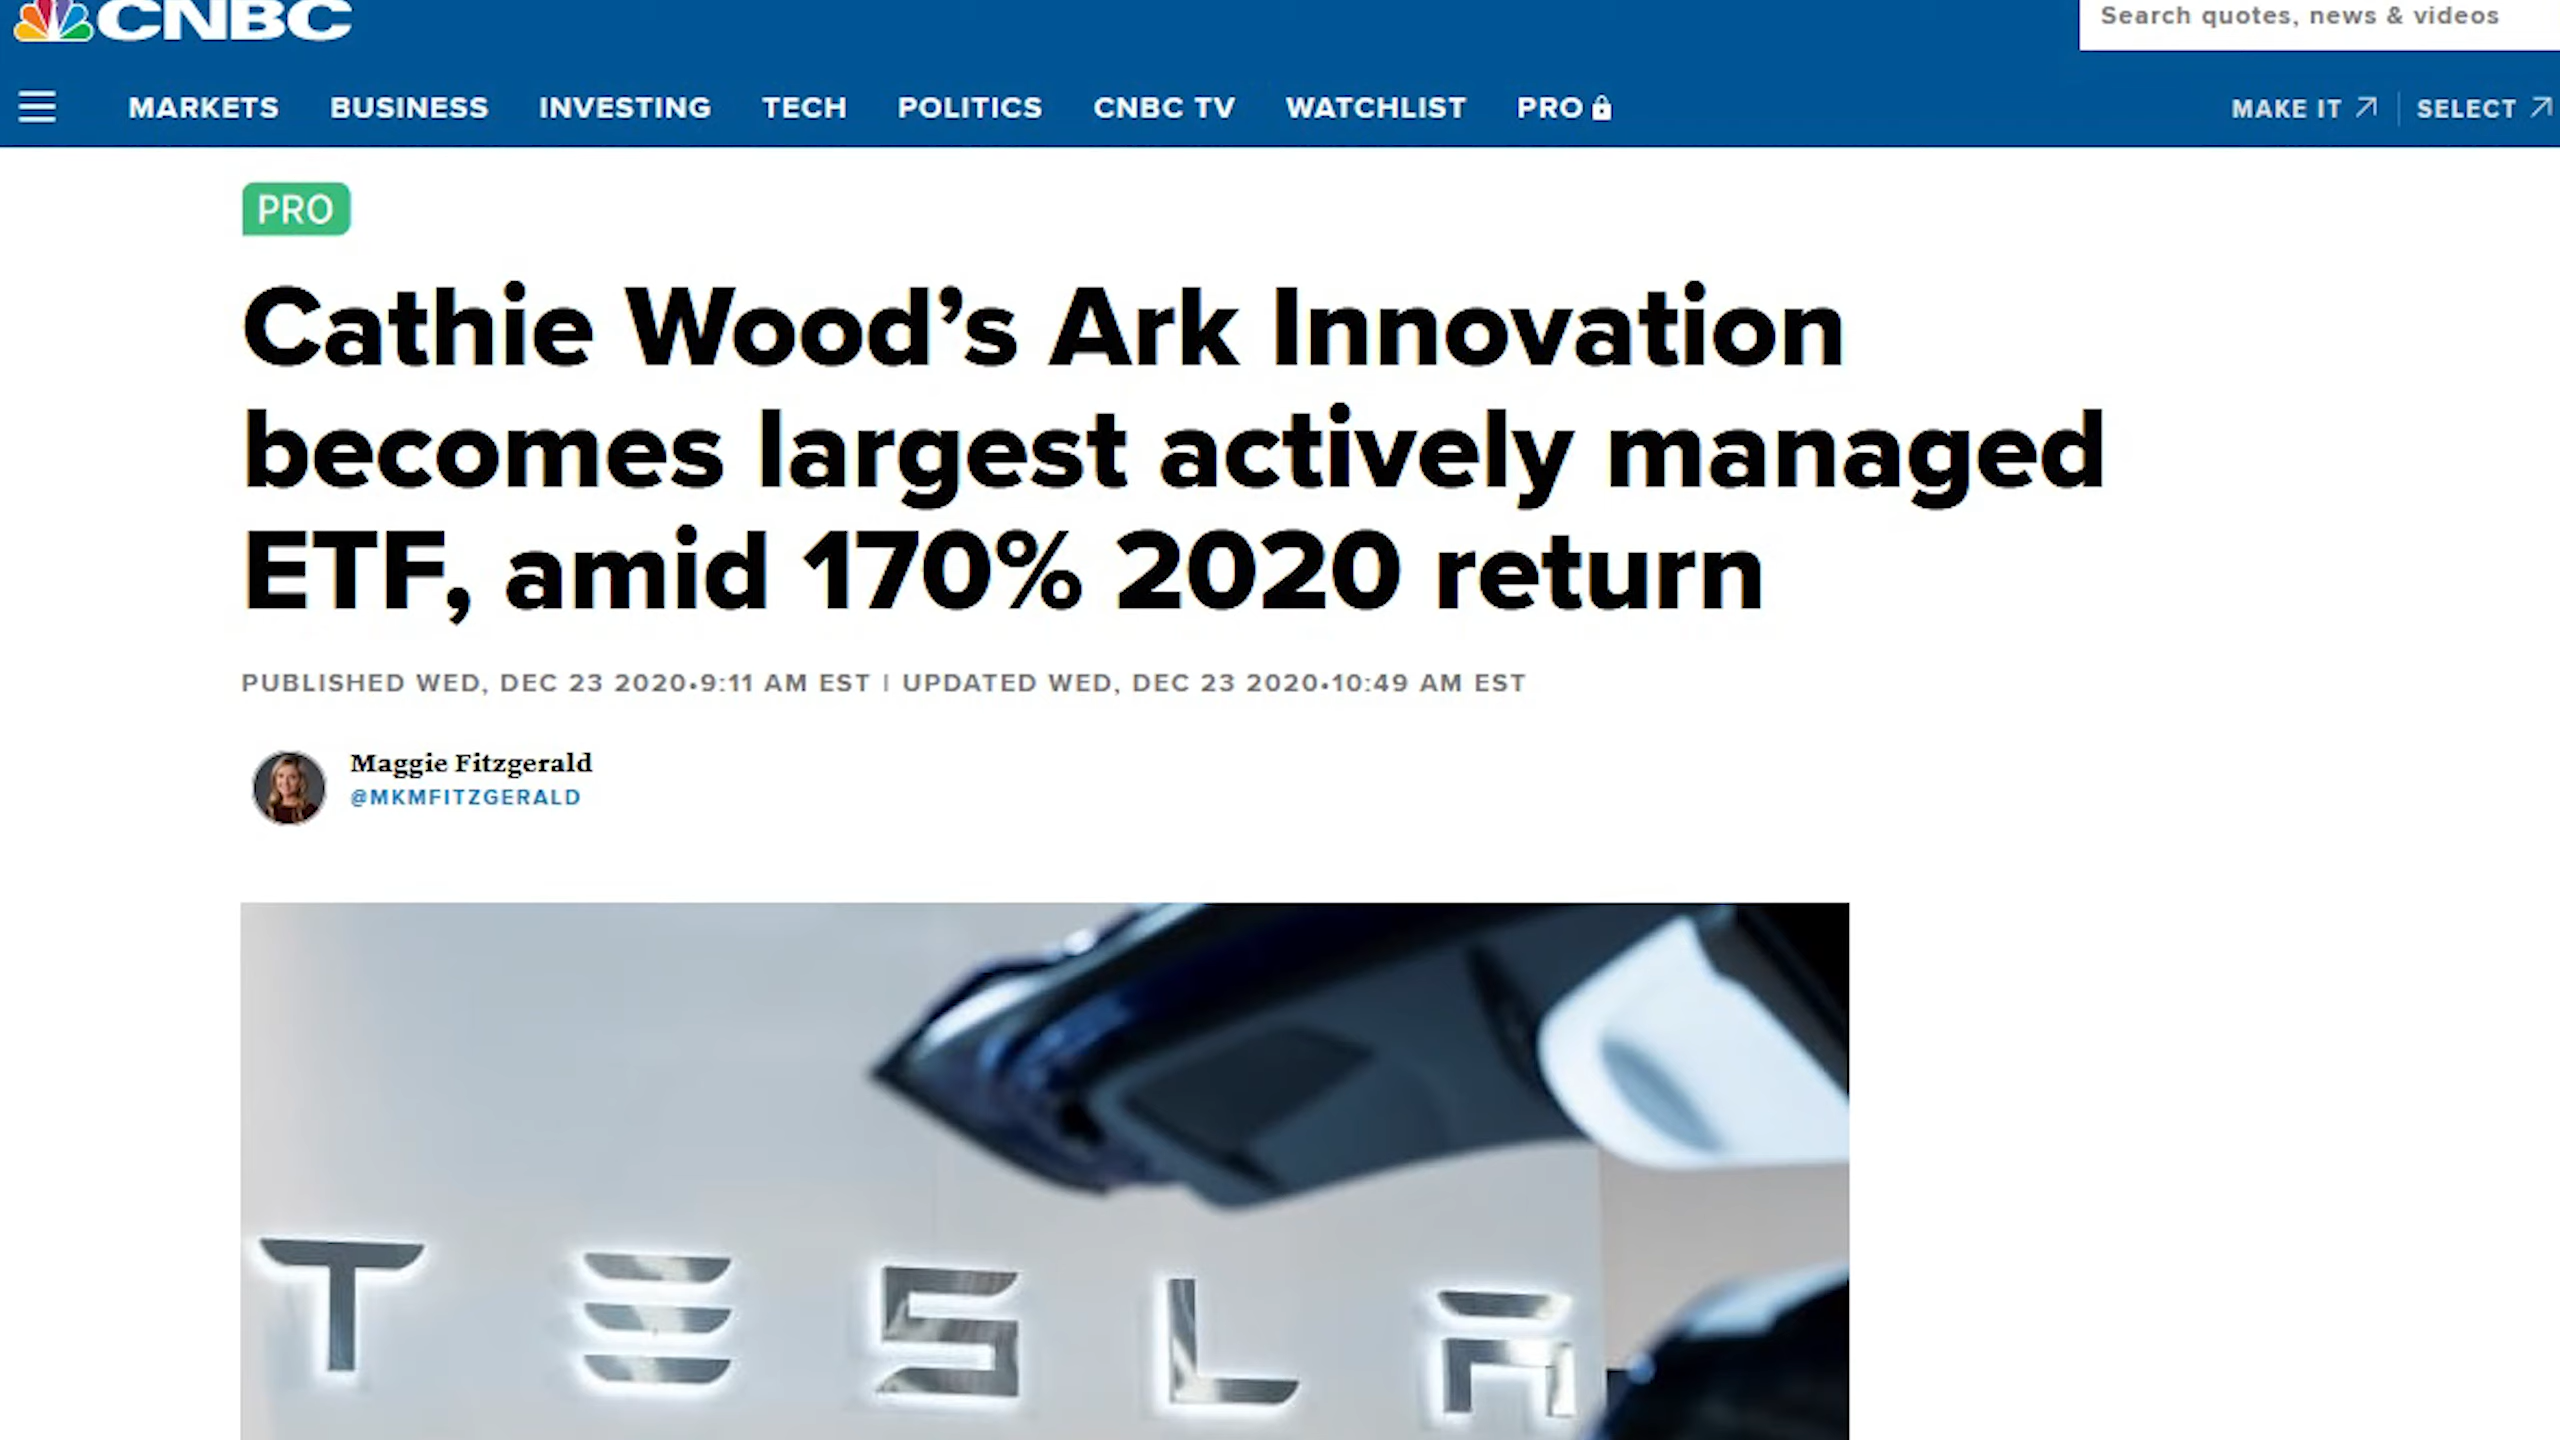 CNBC
Search quotes, news & videos
MARKETS BUSINESS INVESTING TECH POLITICS CNBC TV WATCHLIST PRO MAKE IT SELECT
PRO
Cathie Wood’s Ark Innovation
becomes largest actively managed
ETF, amid 170% 2020 return
PUBLISHED WED, DEC 23 2020•9:11 AM EST | UPDATED WED, DEC 23 2020•10:49 AM EST
Maggie Fitzgerald
@MKMFITZGERALD
TESLA